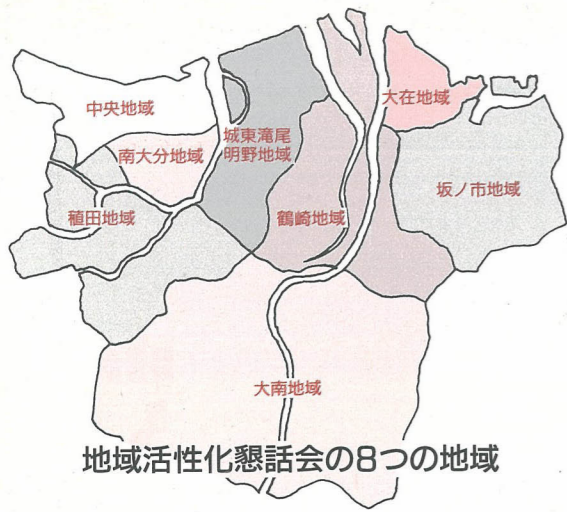 中央地域
大在地域
城東滝尾
明野地域
南大分地域
坂ノ市地域
稙田地域
鶴崎地域
大南地域
地域活性化懇話会の8つの地域